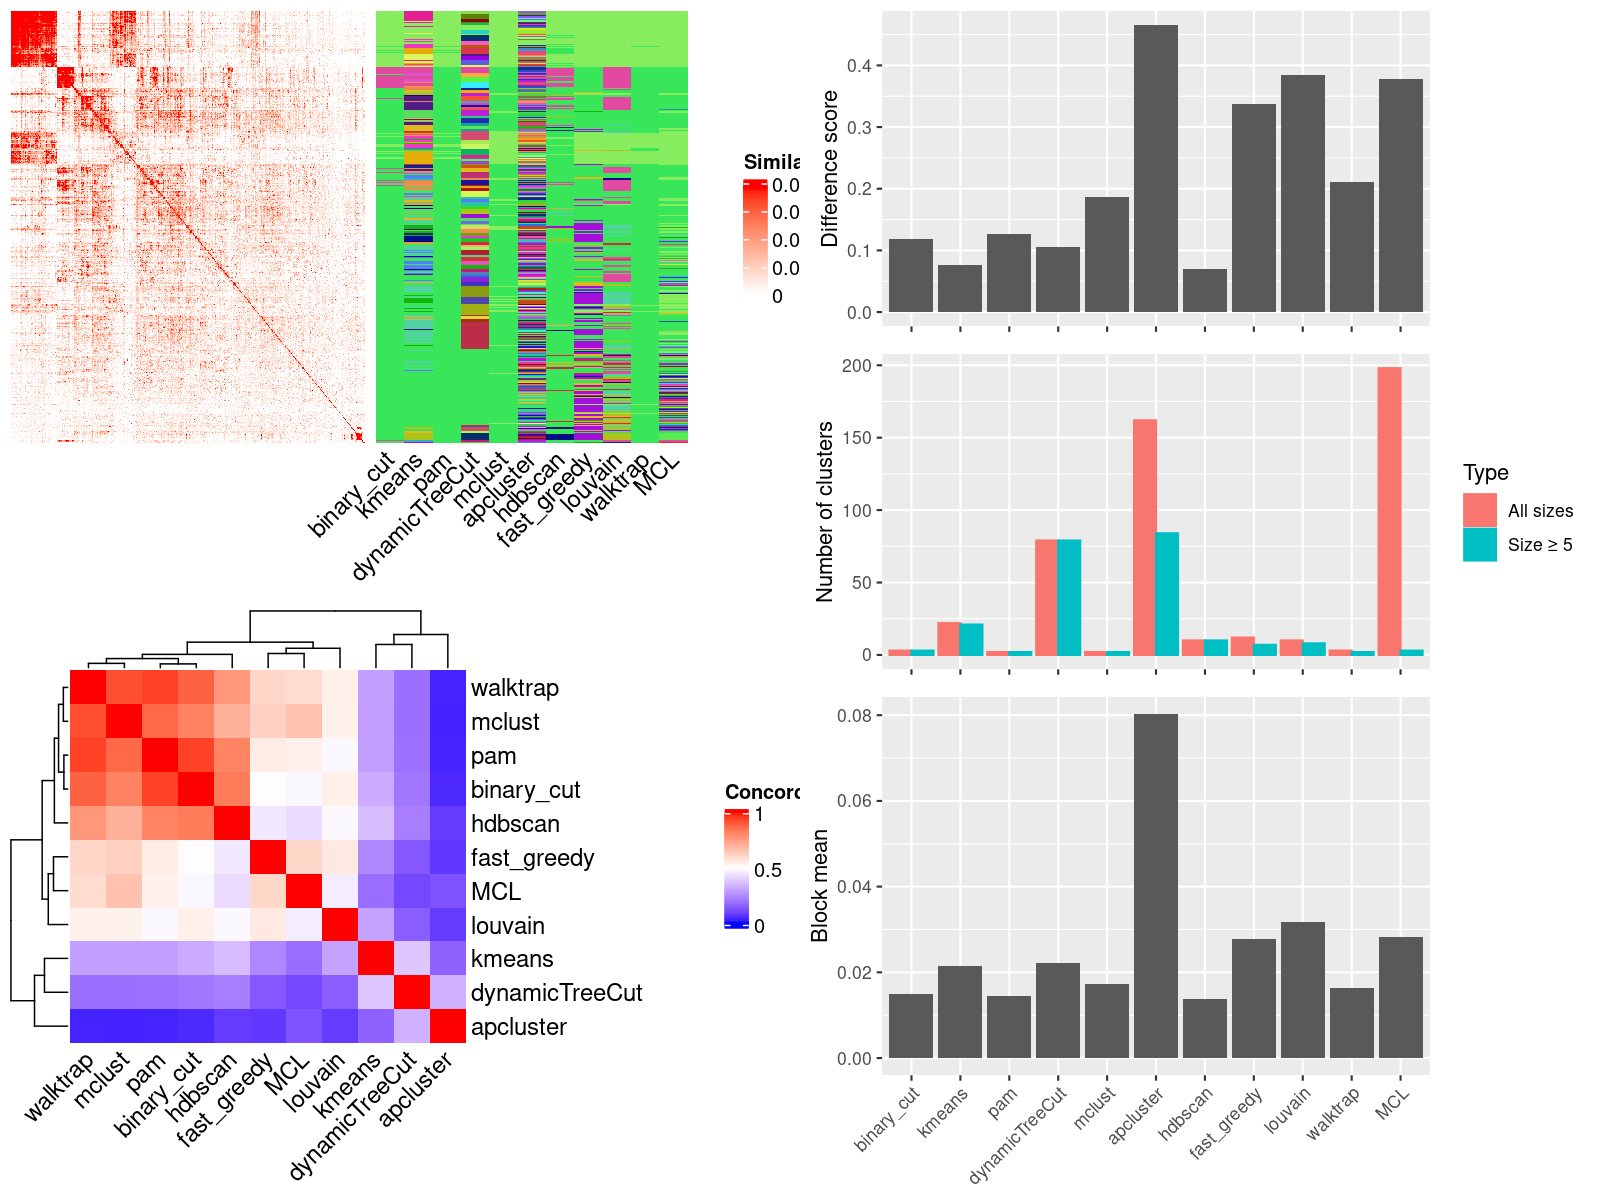 Simila
0.0
0.0
0.0
0.0
0
binary_cut
kmeans
pam
dynamicTreeCut
mclust
apcluster
hdbscan
fast_greedy
louvain
walktrap
MCL
walktrap
mclust
pam
binary_cut
hdbscan
fast_greedy
MCL
louvain
kmeans
dynamicTreeCut
apcluster
walktrap
mclust
pam
binary_cut
hdbscan
fast_greedy
MCL
louvain
kmeans
dynamicTreeCut
apcluster
Concord
1
0.5
0
Difference score
0.4
0.3
0.2
0.1
0.0
Number of clusters
200
150
100
50
0
Type
All sizes
Size ≥ 5
Block mean
0.08
0.06
0.04
0.02
0.00
binary_cut
kmeans
pam
dynamicTreeCut
mclust
apcluster
hdbscan
fast_greedy
louvain
walktrap
MCL